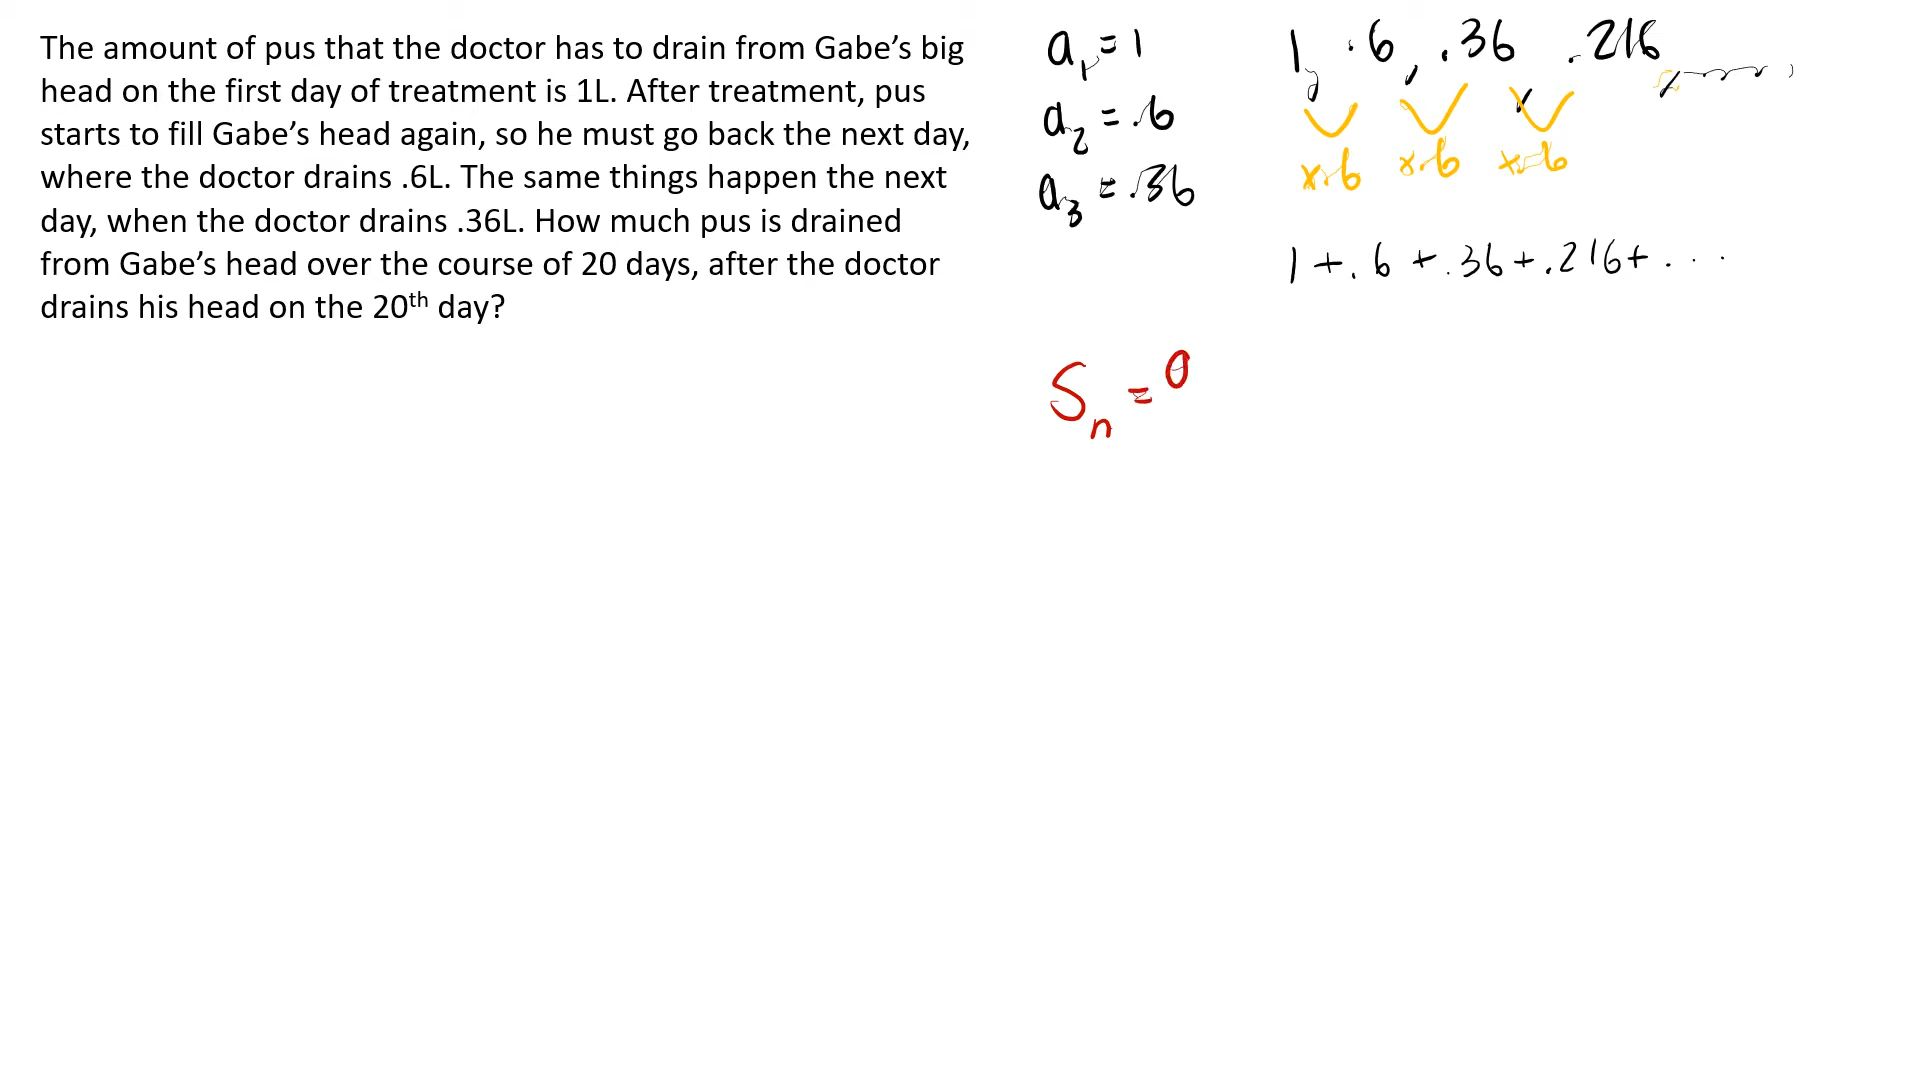 The amount of pus that the doctor has to drain from Gabe’s big
head on the first day of treatment is 1L. After treatment, pus
starts to fill Gabe’s head again, so he must go back the next day,
where the doctor drains .6L. The same things happen the next
day, when the doctor drains .36L. How much pus is drained
from Gabe’s head over the course of 20 days, after the doctor
drains his head on the 20th day?
a₁ = 1
a₂ = .6
a₃ = .36
1, .6, .36, .216,
x.6 x.6 x.6
1 + .6 + .36 + .216 + . . .
Sₙ =